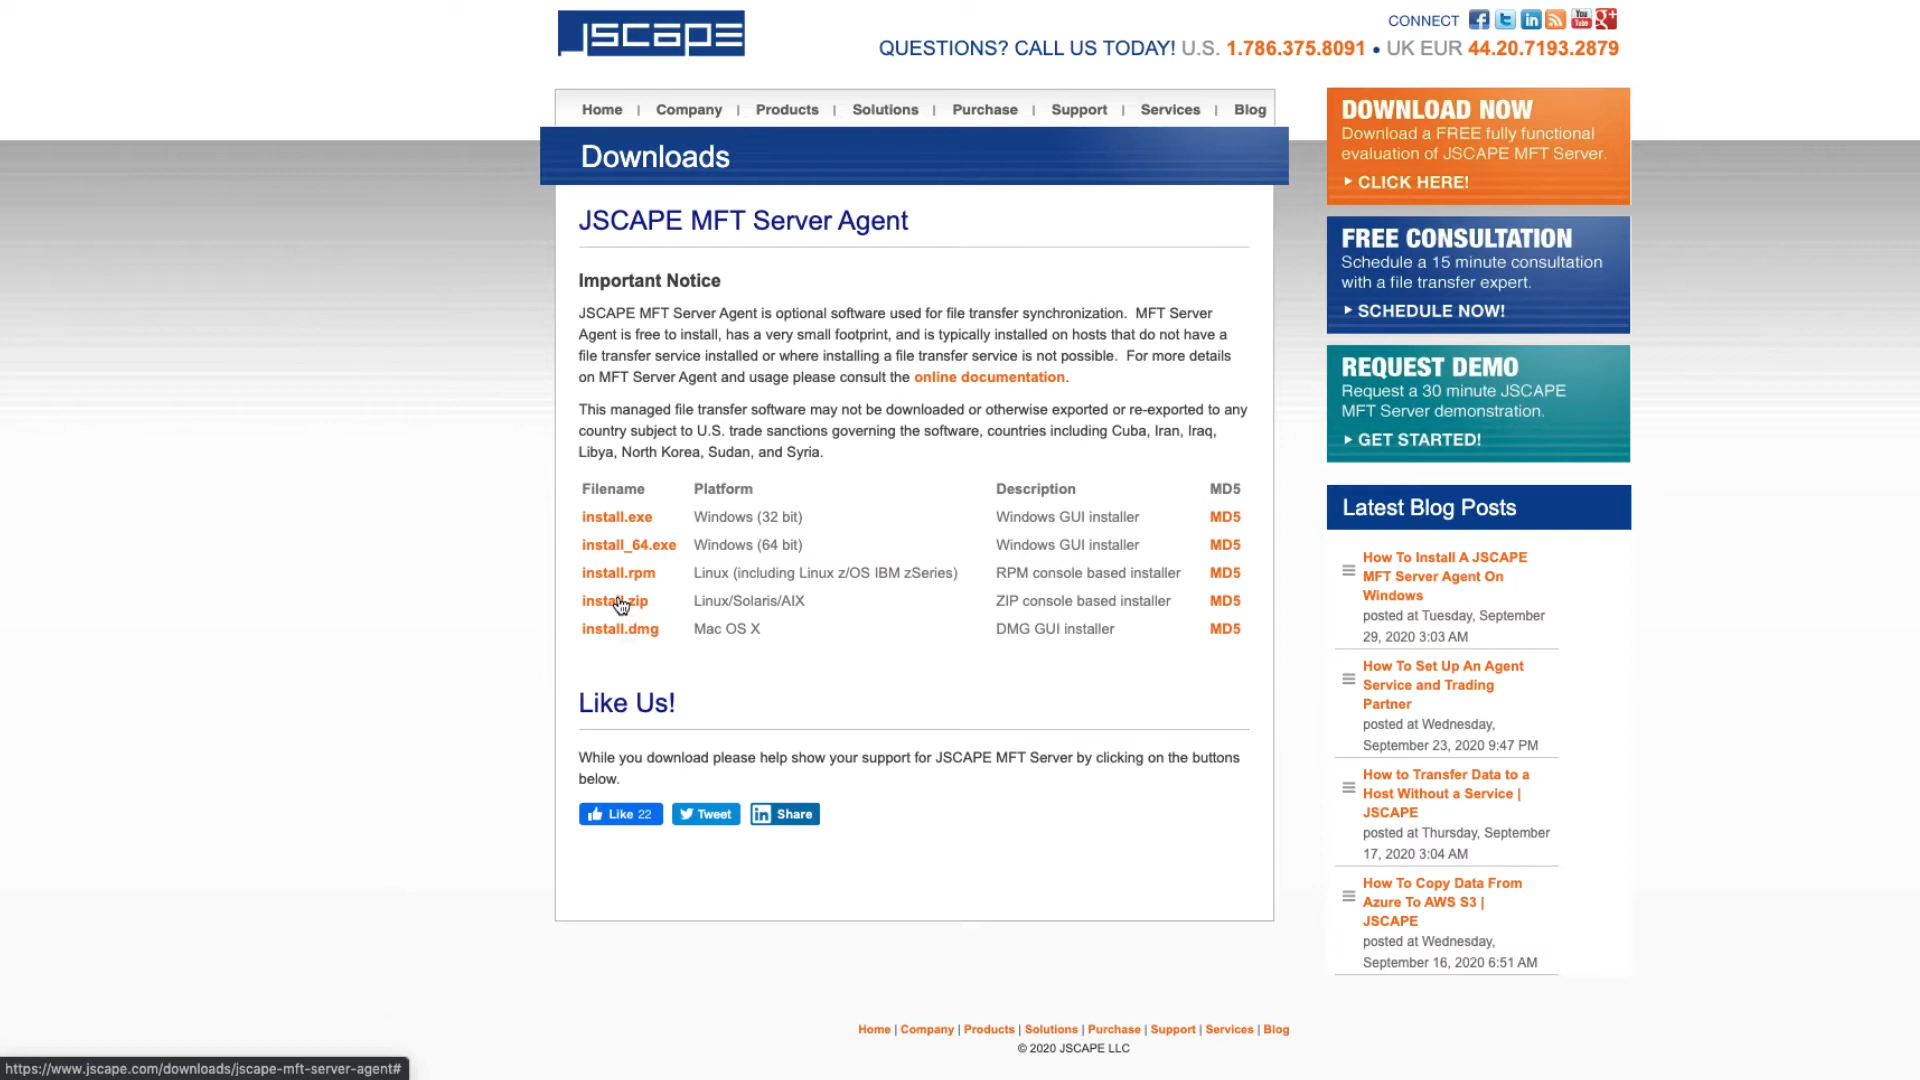 JSCAPE
CONNECT
You
Tube
QUESTIONS? CALL US TODAY! U.S. 1.786.375.8091 • UK EUR 44.20.7193.2879
Home | Company | Products | Solutions | Purchase | Support | Services | Blog
Downloads
JSCAPE MFT Server Agent
Important Notice
JSCAPE MFT Server Agent is optional software used for file transfer synchronization. MFT Server
Agent is free to install, has a very small footprint, and is typically installed on hosts that do not have a
file transfer service installed or where installing a file transfer service is not possible. For more details
on MFT Server Agent and usage please consult the online documentation.
This managed file transfer software may not be downloaded or otherwise exported or re-exported to any
country subject to U.S. trade sanctions governing the software, countries including Cuba, Iran, Iraq,
Libya, North Korea, Sudan, and Syria.
Filename Platform Description MD5
install.exe Windows (32 bit) Windows GUI installer MD5
install_64.exe Windows (64 bit) Windows GUI installer MD5
install.rpm Linux (including Linux z/OS IBM zSeries) RPM console based installer MD5
install.zip Linux/Solaris/AIX ZIP console based installer MD5
install.dmg Mac OS X DMG GUI installer MD5
Like Us!
While you download please help show your support for JSCAPE MFT Server by clicking on the buttons
below.
Like 22 Tweet in Share
DOWNLOAD NOW
Download a FREE fully functional
evaluation of JSCAPE MFT Server.
CLICK HERE!
FREE CONSULTATION
Schedule a 15 minute consultation
with a file transfer expert.
SCHEDULE NOW!
REQUEST DEMO
Request a 30 minute JSCAPE
MFT Server demonstration.
GET STARTED!
Latest Blog Posts
How To Install A JSCAPE
MFT Server Agent On
Windows
posted at Tuesday, September
29, 2020 3:03 AM
How To Set Up An Agent
Service and Trading
Partner
posted at Wednesday,
September 23, 2020 9:47 PM
How to Transfer Data to a
Host Without a Service |
JSCAPE
posted at Thursday, September
17, 2020 3:04 AM
How To Copy Data From
Azure To AWS S3 |
JSCAPE
posted at Wednesday,
September 16, 2020 6:51 AM
Home | Company | Products | Solutions | Purchase | Support | Services | Blog
© 2020 JSCAPE LLC
https://www.jscape.com/downloads/jscape-mft-server-agent#